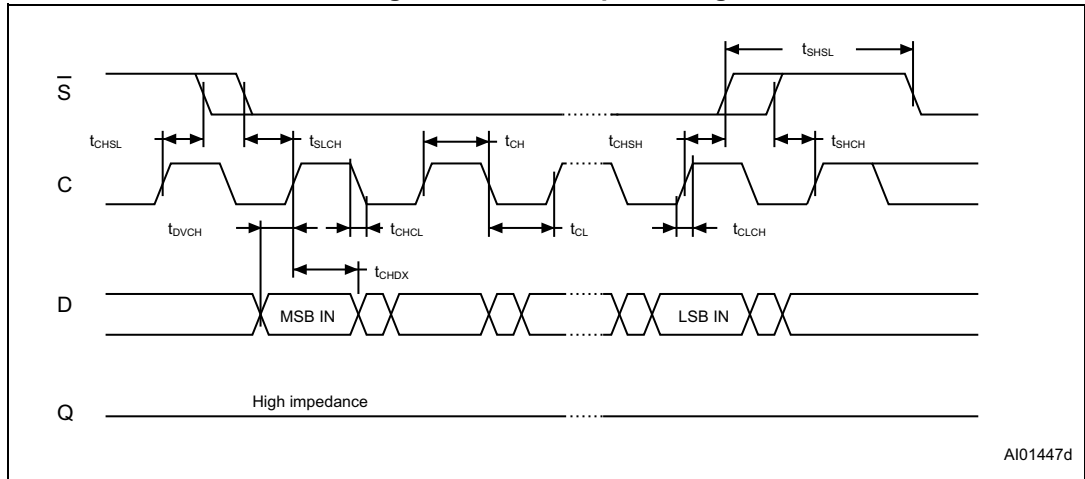 tSHSL
S
tCHSL
tSLCH
tCH
tCHSH
tSHCH
C
tDVCH
tCHCL
tCL
tCLCH
tCHDX
D
MSB IN
LSB IN
High impedance
Q
AI01447d